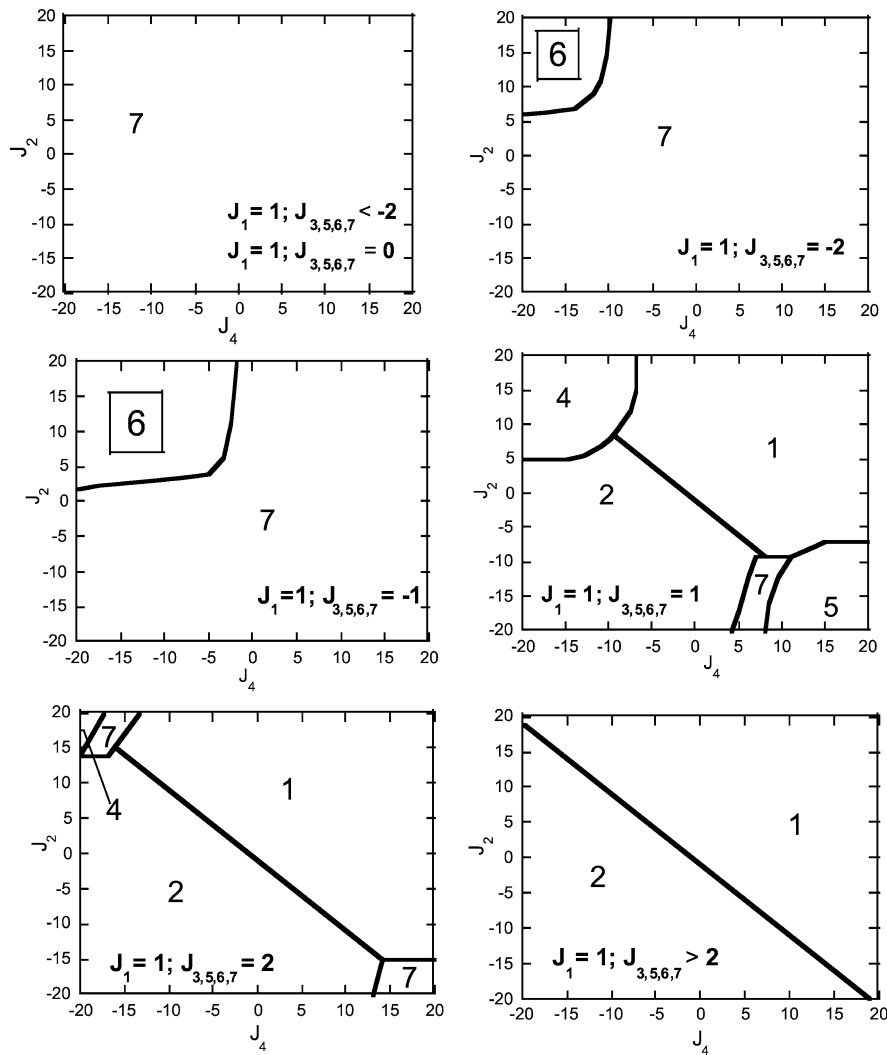 20
15
10
5
0
-5
-10
-15
-20
J2
7
J1 = 1; J3,5,6,7 < -2
J1 = 1; J3,5,6,7 = 0
-20 -15 -10 -5 0 5 10 15 20
J4
20
15
10
5
0
-5
-10
-15
-20
J2
6
7
J1 = 1; J3,5,6,7 = -2
-20 -15 -10 -5 0 5 10 15 20
J4
20
15
10
5
0
-5
-10
-15
-20
J2
6
7
J1 =1; J3,5,6,7 = -1
-20 -15 -10 -5 0 5 10 15 20
J4
20
15
10
5
0
-5
-10
-15
-20
J2
4
1
2
7
5
J1 = 1; J3,5,6,7 = 1
-20 -15 -10 -5 0 5 10 15 20
J4
20
15
10
5
0
-5
-10
-15
-20
J2
7
4
1
2
J1 = 1; J3,5,6,7 = 2
7
-20 -15 -10 -5 0 5 10 15 20
J4
20
15
10
5
0
-5
-10
-15
-20
J2
1
2
J1 = 1; J3,5,6,7 > 2
-20 -15 -10 -5 0 5 10 15 20
J4